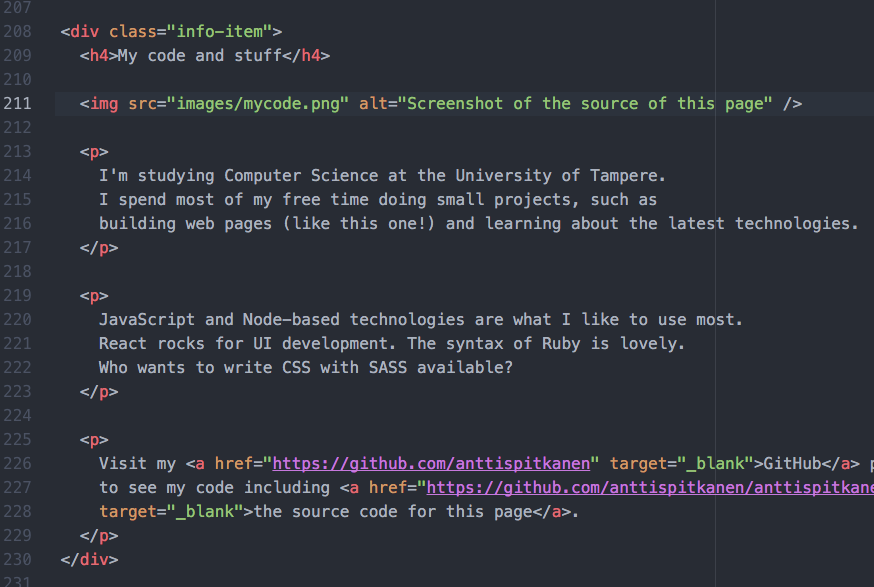 207
208 <div class="info-item">
209 <h4>My code and stuff</h4>
210
211 <img src="images/mycode.png" alt="Screenshot of the source of this page" />
212
213 <p>
214 I'm studying Computer Science at the University of Tampere.
215 I spend most of my free time doing small projects, such as
216 building web pages (like this one!) and learning about the latest technologies.
217 </p>
218
219 <p>
220 JavaScript and Node-based technologies are what I like to use most.
221 React rocks for UI development. The syntax of Ruby is lovely.
222 Who wants to write CSS with SASS available?
223 </p>
224
225 <p>
226 Visit my <a href="https://github.com/anttispitkanen" target="_blank">GitHub</a> p
227 to see my code including <a href="https://github.com/anttispitkanen/anttispitkane
228 target="_blank">the source code for this page</a>.
229 </p>
230 </div>
231